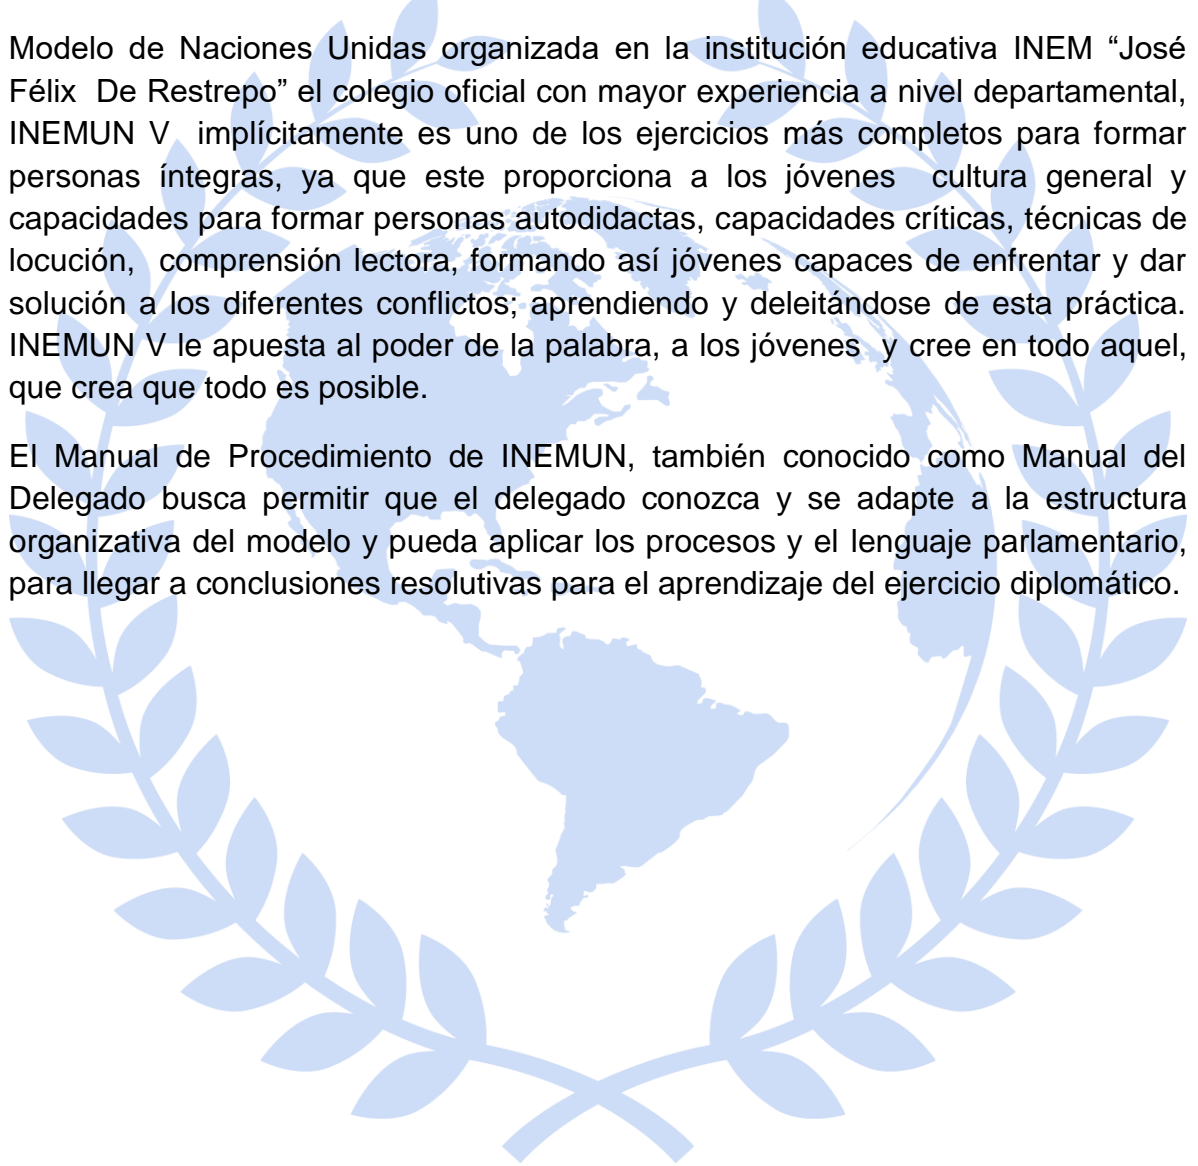 Modelo de Naciones Unidas organizada en la institución educativa INEM “José
Félix De Restrepo” el colegio oficial con mayor experiencia a nivel departamental,
INEMUN V implícitamente es uno de los ejercicios más completos para formar
personas íntegras, ya que este proporciona a los jóvenes cultura general y
capacidades para formar personas autodidactas, capacidades críticas, técnicas de
locución, comprensión lectora, formando así jóvenes capaces de enfrentar y dar
solución a los diferentes conflictos; aprendiendo y deleitándose de esta práctica.
INEMUN V le apuesta al poder de la palabra, a los jóvenes y cree en todo aquel,
que crea que todo es posible.
El Manual de Procedimiento de INEMUN, también conocido como Manual del
Delegado busca permitir que el delegado conozca y se adapte a la estructura
organizativa del modelo y pueda aplicar los procesos y el lenguaje parlamentario,
para llegar a conclusiones resolutivas para el aprendizaje del ejercicio diplomático.